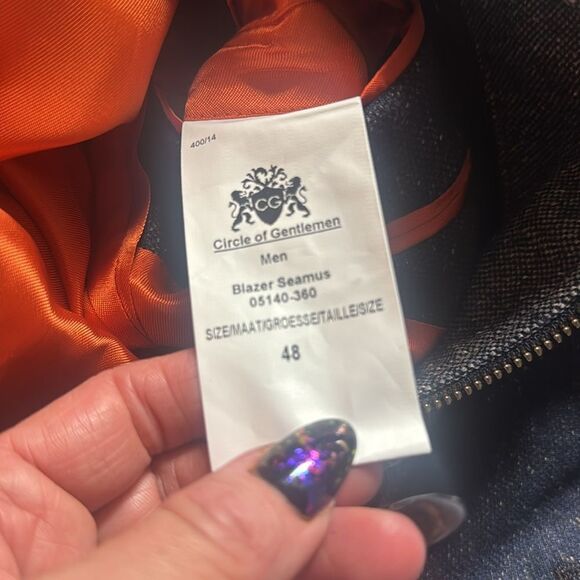 400/14
CG
Circle of Gentlemen
Men
Blazer Seamus
05140-360
SIZE/MAAT/GROESSE/TAILLE/SIZE
48